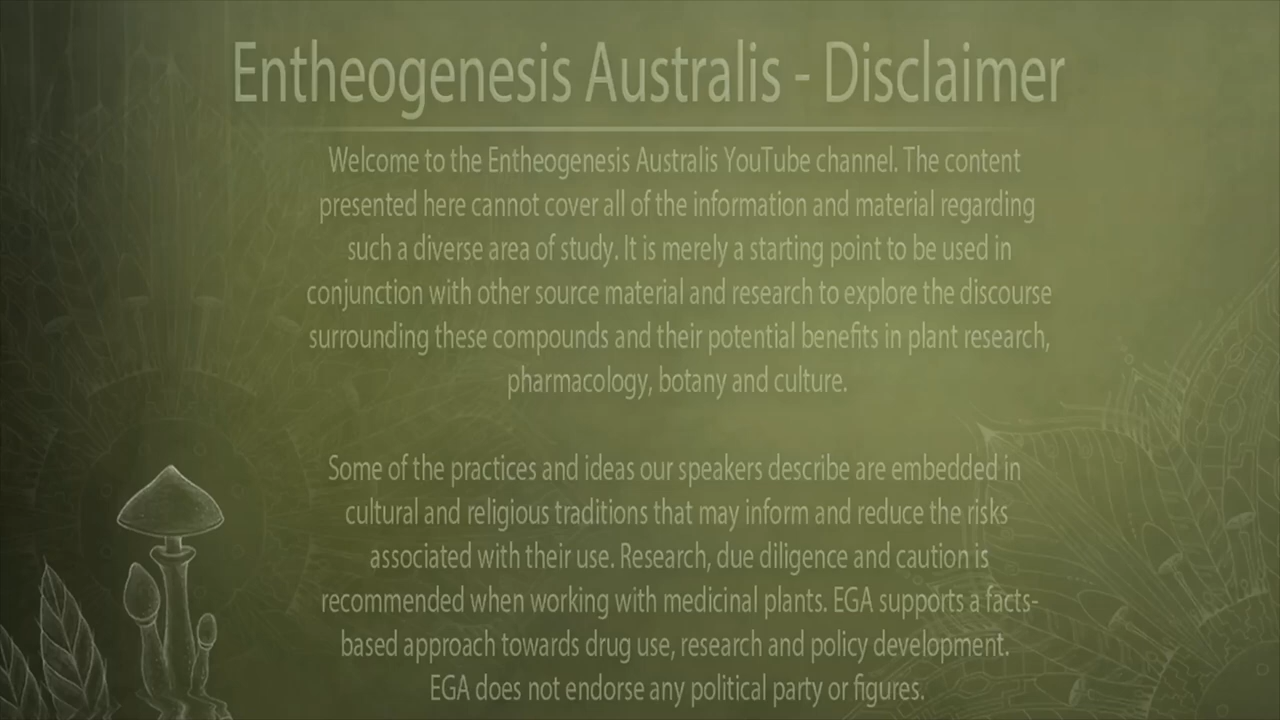 Entheogenesis Australis - Disclaimer
Welcome to the Entheogenesis Australis YouTube channel. The content
presented here cannot cover all of the information and material regarding
such a diverse area of study. It is merely a starting point to be used in
conjunction with other source material and research to explore the discourse
surrounding these compounds and their potential benefits in plant research,
pharmacology, botany and culture.
Some of the practices and ideas our speakers describe are embedded in
cultural and religious traditions that may inform and reduce the risks
associated with their use. Research, due diligence and caution is
recommended when working with medicinal plants. EGA supports a facts-
based approach towards drug use, research and policy development.
EGA does not endorse any political party or figures.